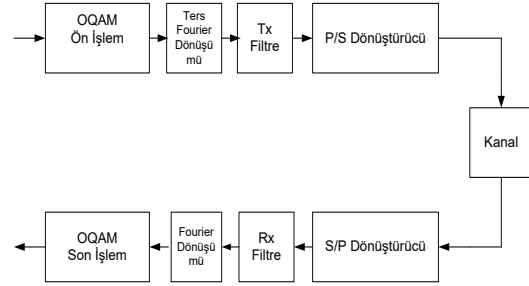 OQAM
Ön İşlem
Ters
Fourier
Dönüşü
mü
Tx
Filtre
P/S Dönüştürücü
Kanal
OQAM
Son İşlem
Fourier
Dönüşü
mü
Rx
Filtre
S/P Dönüştürücü